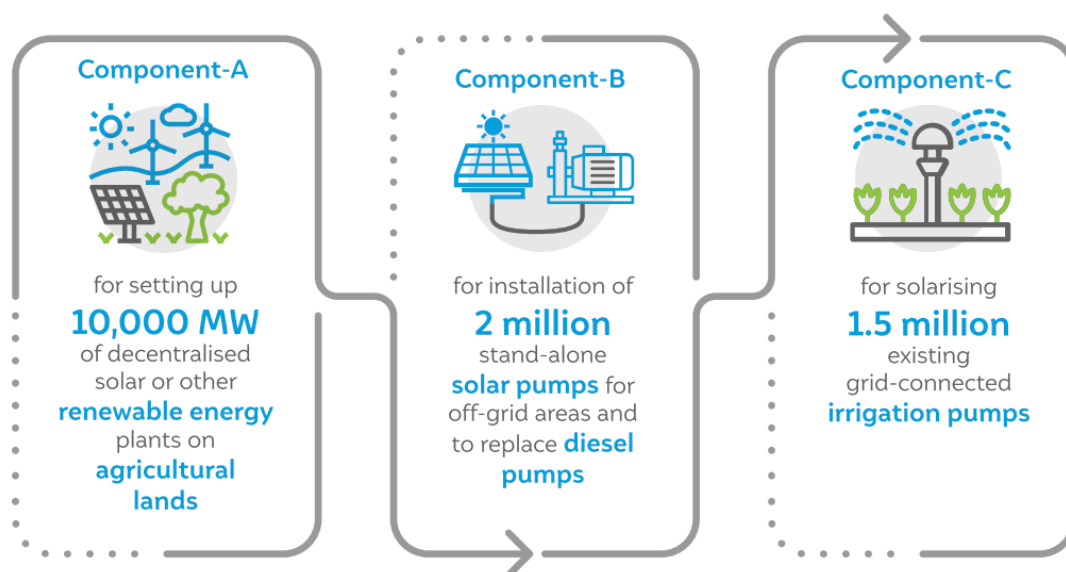 Component-A
for setting up
10,000 MW
of decentralised
solar or other
renewable energy
plants on
agricultural
lands
Component-B
for installation of
2 million
stand-alone
solar pumps for
off-grid areas and
to replace diesel
pumps
Component-C
for solarising
1.5 million
existing
grid-connected
irrigation pumps